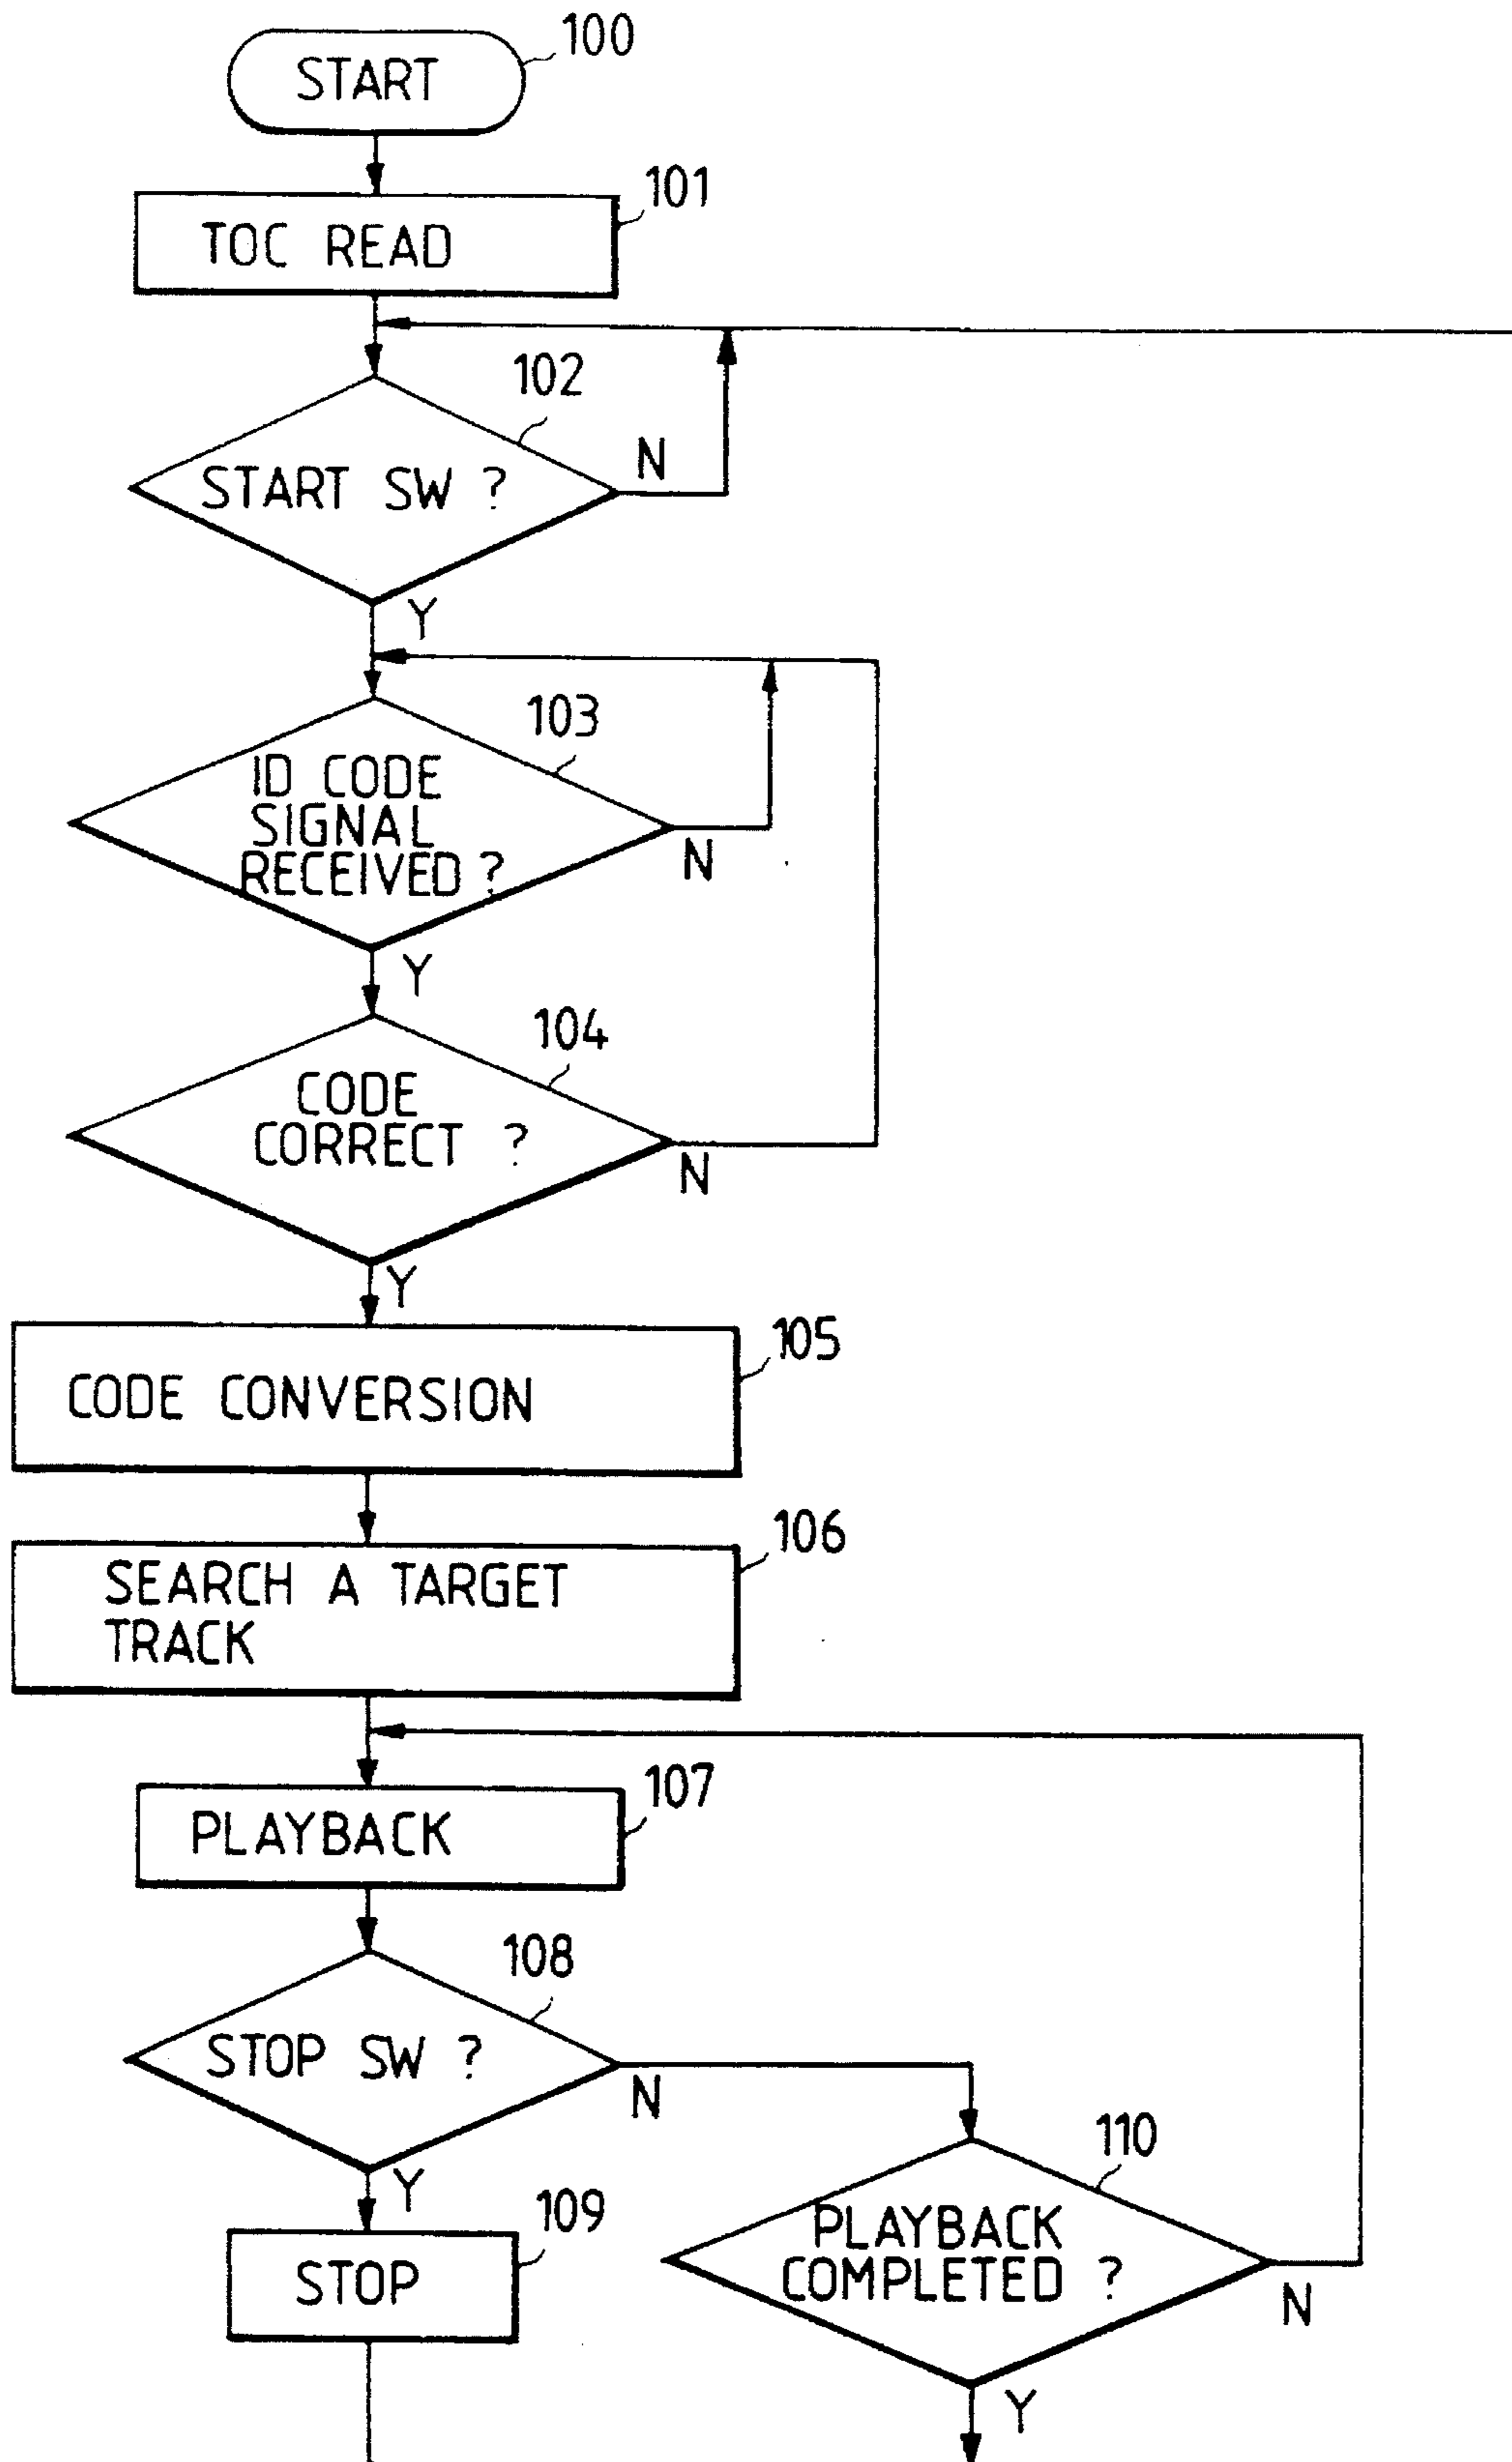 100
START
101
TOC READ
102
START SW ?
N
Y
103
ID CODE
SIGNAL
RECEIVED ?
N
Y
104
CODE
CORRECT ?
N
Y
105
CODE CONVERSION
106
SEARCH A TARGET
TRACK
107
PLAYBACK
108
STOP SW ?
N
Y
109
STOP
110
PLAYBACK
COMPLETED ?
N
Y